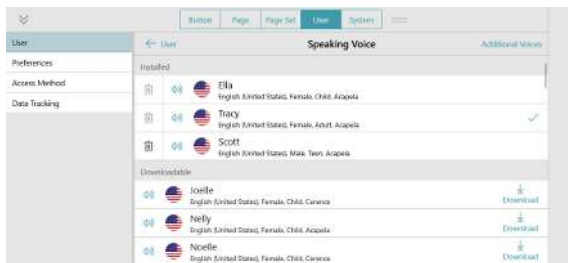 Button Page Page Set User System
User
User
Speaking Voice
Additional Voices
Preferences
Access Method
Data Tracking
Installed
Ella
English (United States), Female, Child, Acapela
Tracy
English (United States), Female, Adult, Acapela
Scott
English (United States), Male, Teen, Acapela
Downloadable
Joelle
English (United States), Female, Child, Cerence
Download
Nelly
English (United States), Female, Child, Acapela
Download
Noelle
English (United States), Female, Child, Cerence
Download